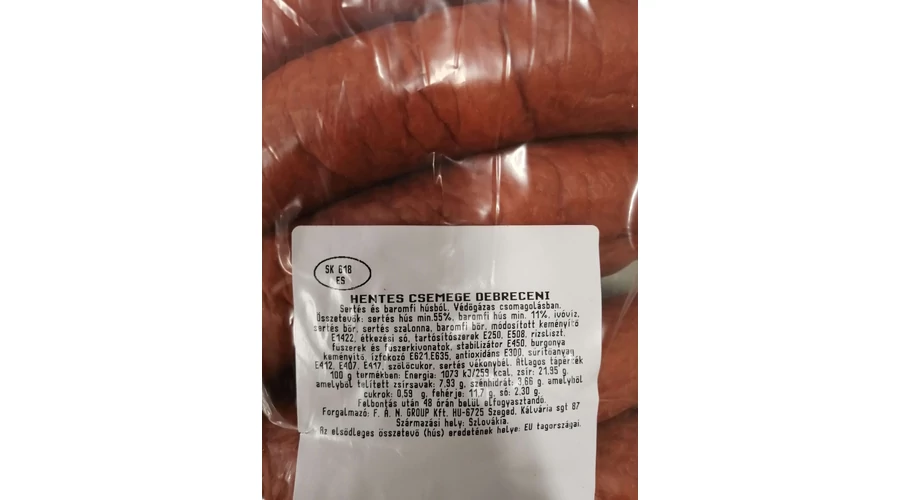 SK 618
ES
HENTES CSEMEGE DEBRECENI
Sertés és baromfi húsból. Védőgázas csomagolásban.
Összetevők: sertés hús min.55%, baromfi hús min. 11%, ivóvíz,
sertés bőr, sertés szalonna, baromfi bőr, módosított keményítő
E1422, étkezési só, tartósítószerek E250, E508, rizsliszt,
fűszerek és fűszerkivonatok, stabilizátor E450, burgonya
keményítő, ízfokozó E621,E635, antioxidáns E300, sűrítőanyag
E412, E407, E417, szőlőcukor, sertés vékonybél. Átlagos tápérték
100 g termékben: Energia: 1073 kJ/259 kcal, zsír: 21,95 g,
amelyből telített zsírsavak: 7,93 g, szénhidrát: 3,66 g, amelyből
cukrok: 0,59 g, fehérje: 11,7 g, só: 2,30 g.
Felbontás után 48 órán belül elfogyasztandó.
Forgalmazó: F. A. N. GROUP Kft. HU-6725 Szeged, Kálvária sgt 87
Származási hely: Szlovákia.
Az elsődleges összetevő (hús) eredetének helye: EU tagországai.